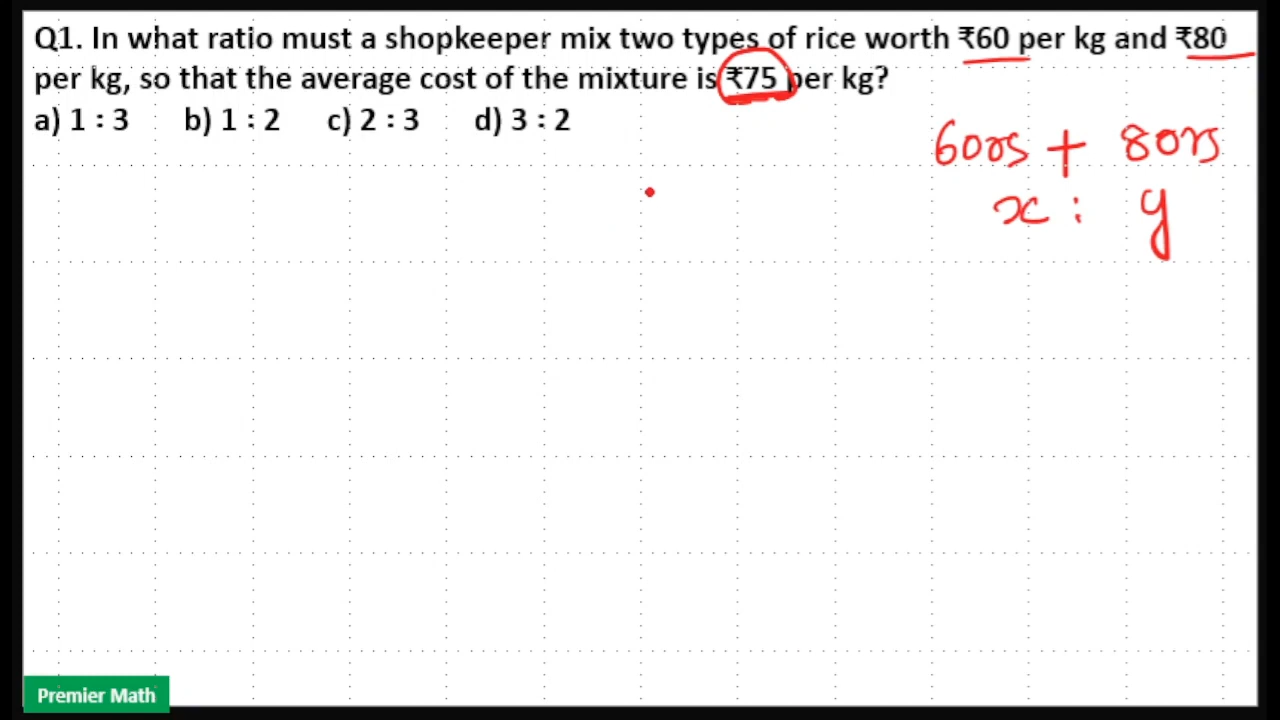 Q1. In what ratio must a shopkeeper mix two types of rice worth ₹60 per kg and ₹80
per kg, so that the average cost of the mixture is ₹75 per kg?
a) 1 : 3 b) 1 : 2 c) 2 : 3 d) 3 : 2
60rs + 80rs
x : y
Premier Math